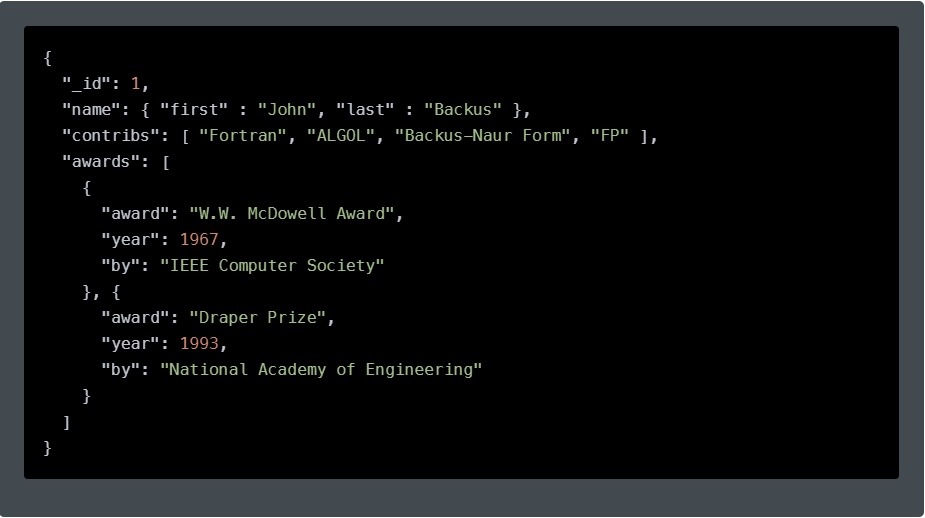 {
  "_id": 1,
  "name": { "first" : "John", "last" : "Backus" },
  "contribs": [ "Fortran", "ALGOL", "Backus–Naur Form", "FP" ],
  "awards": [
    {
      "award": "W.W. McDowell Award",
      "year": 1967,
      "by": "IEEE Computer Society"
    }, {
      "award": "Draper Prize",
      "year": 1993,
      "by": "National Academy of Engineering"
    }
  ]
}